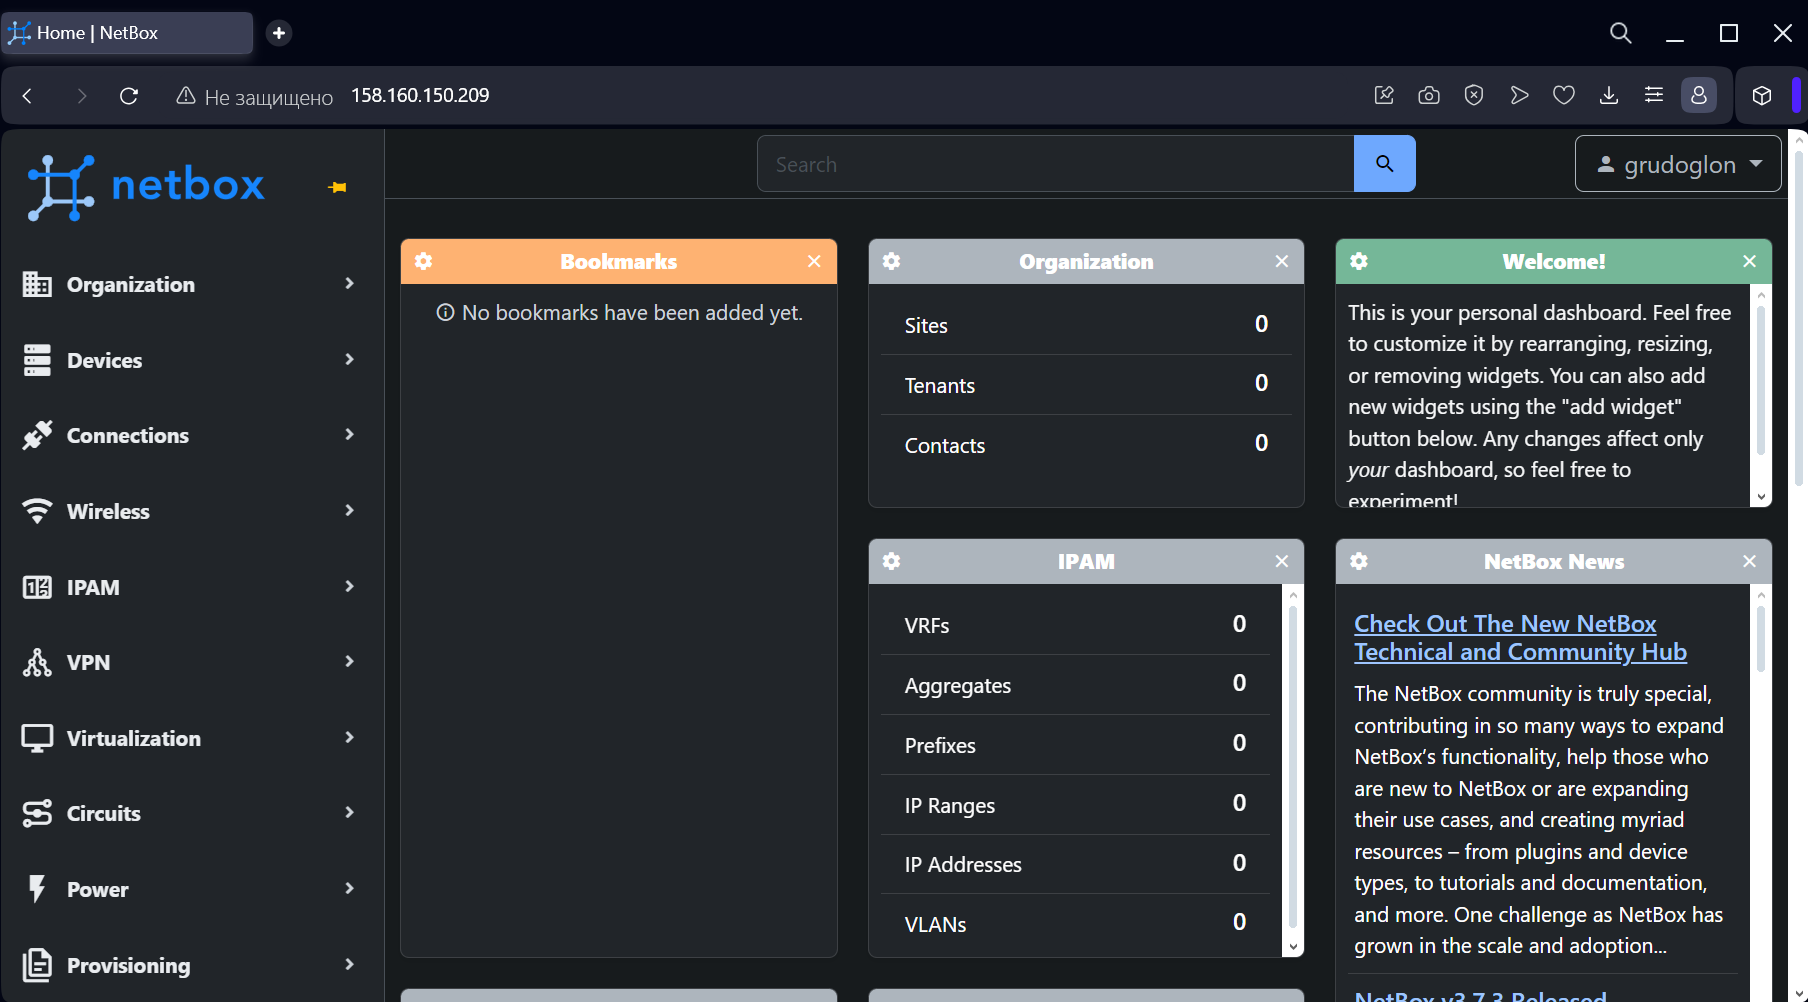 Home | NetBox
Не защищено 158.160.150.209
netbox
Search
grudoglon
Organization
Devices
Connections
Wireless
IPAM
VPN
Virtualization
Circuits
Power
Provisioning
Bookmarks
No bookmarks have been added yet.
Organization
Sites 0
Tenants 0
Contacts 0
Welcome!
This is your personal dashboard. Feel free
to customize it by rearranging, resizing,
or removing widgets. You can also add
new widgets using the "add widget"
button below. Any changes affect only
your dashboard, so feel free to
experiment!
IPAM
VRFs 0
Aggregates 0
Prefixes 0
IP Ranges 0
IP Addresses 0
VLANs 0
NetBox News
Check Out The New NetBox
Technical and Community Hub
The NetBox community is truly special,
contributing in so many ways to expand
NetBox’s functionality, help those who
are new to NetBox or are expanding
their use cases, and creating myriad
resources – from plugins and device
types, to tutorials and documentation,
and more. One challenge as NetBox has
grown in the scale and adoption...
NetBox v3.7.3 Released